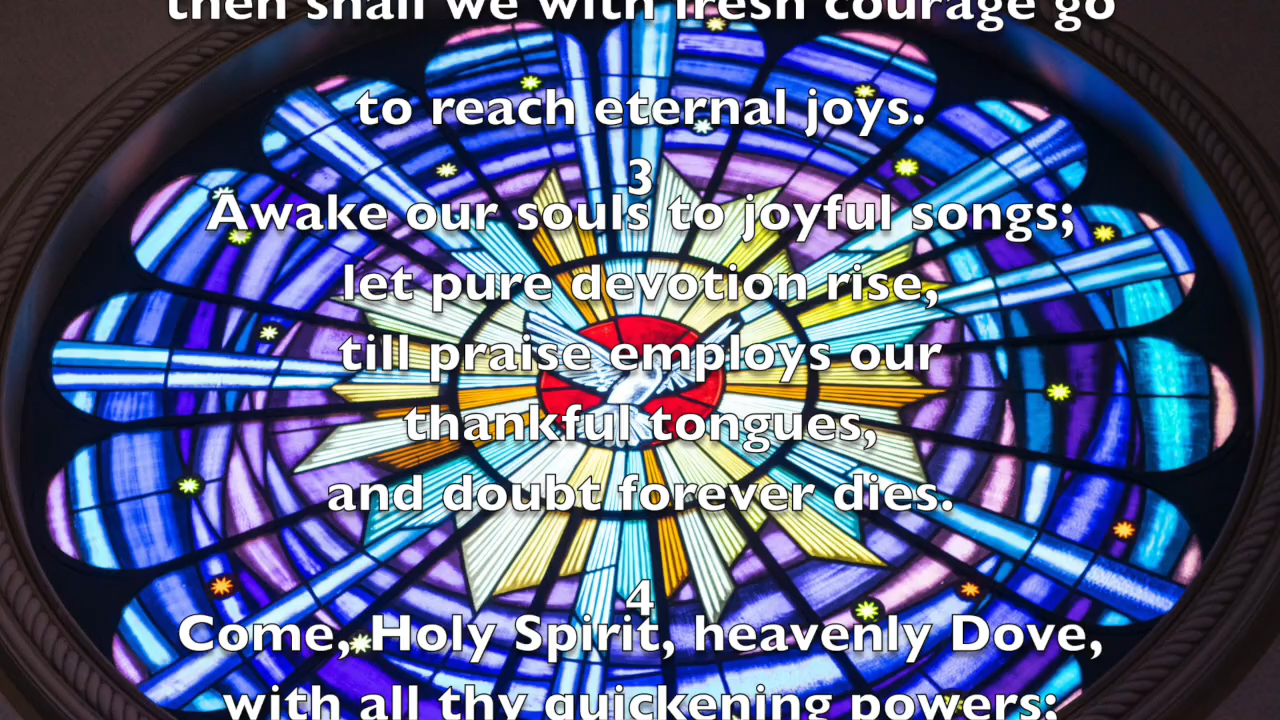 then shall we with fresh courage go
to reach eternal joys.
3
Awake our souls to joyful songs;
let pure devotion rise,
till praise employs our
thankful tongues,
and doubt forever dies.
4
Come, Holy Spirit, heavenly Dove,
with all thy quickening powers;